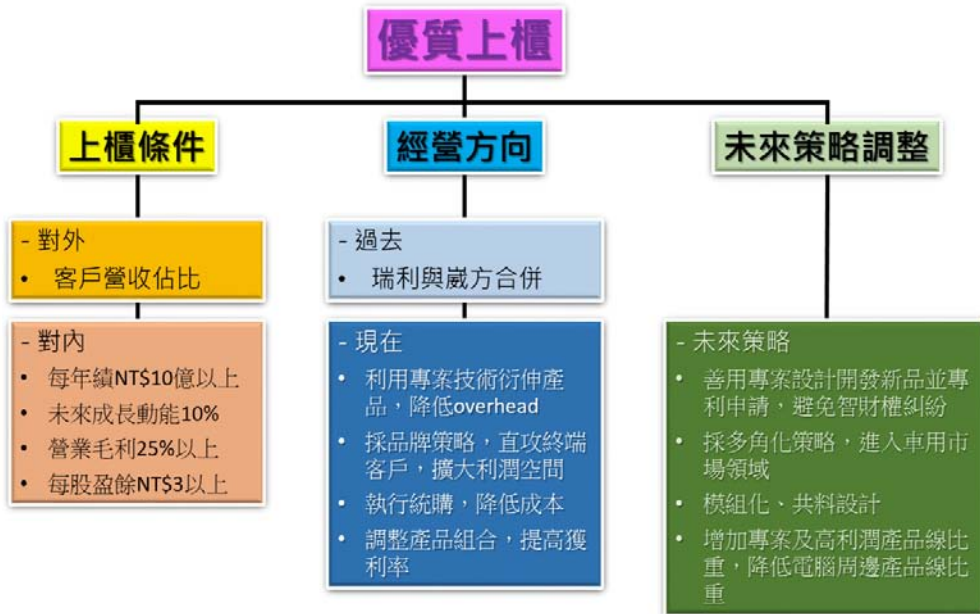 優質上櫃
上櫃條件
- 對外
• 客戶營收佔比
- 對內
• 每年績NT$10億以上
• 未來成長動能10%
• 營業毛利25%以上
• 每股盈餘NT$3以上
經營方向
- 過去
• 瑞利與崴方合併
- 現在
• 利用專案技術衍伸產
品，降低overhead
• 採品牌策略，直攻終端
客戶，擴大利潤空間
• 執行統購，降低成本
• 調整產品組合，提高獲
利率
未來策略調整
- 未來策略
• 善用專案設計開發新品並專
利申請，避免智財權糾紛
• 採多角化策略，進入車用市
場領域
• 模組化、共料設計
• 增加專案及高利潤產品線比
重，降低電腦周邊產品線比
重